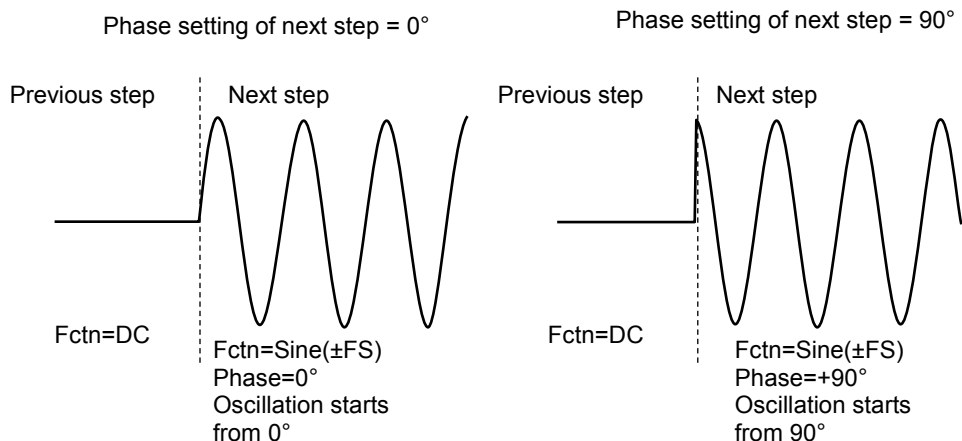 Phase setting of next step = 0°
Previous step
Next step
Fctn=DC
Fctn=Sine(±FS)
Phase=0°
Oscillation starts
from 0°
Phase setting of next step = 90°
Previous step
Next step
Fctn=DC
Fctn=Sine(±FS)
Phase=+90°
Oscillation starts
from 90°